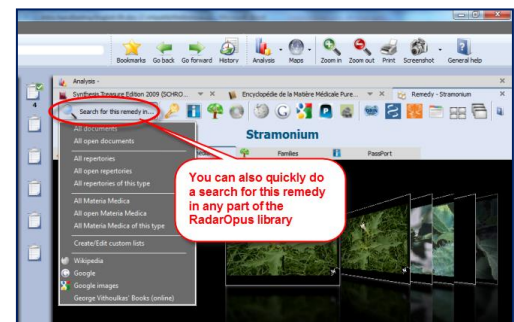 Bookmarks Go back Go forward History Analysis Maps Zoom in Zoom out Print Screenshot General help
Analysis -
Synthesis Treasure Edition 2009 (SCHRO... Encyclopédie de la Matière Médicale Pure... Remedy - Stramonium
4
Search for this remedy in...
All documents
All open documents
Stramonium
All repertories
All open repertories
All repertories of this type
Families PassPort
All Materia Medica
All open Materia Medica
All Materia Medica of this type
Create/Edit custom lists
Wikipedia
Google
Google images
George Vithoulkas' Books (online)
You can also quickly do
a search for this remedy
in any part of the
RadarOpus library